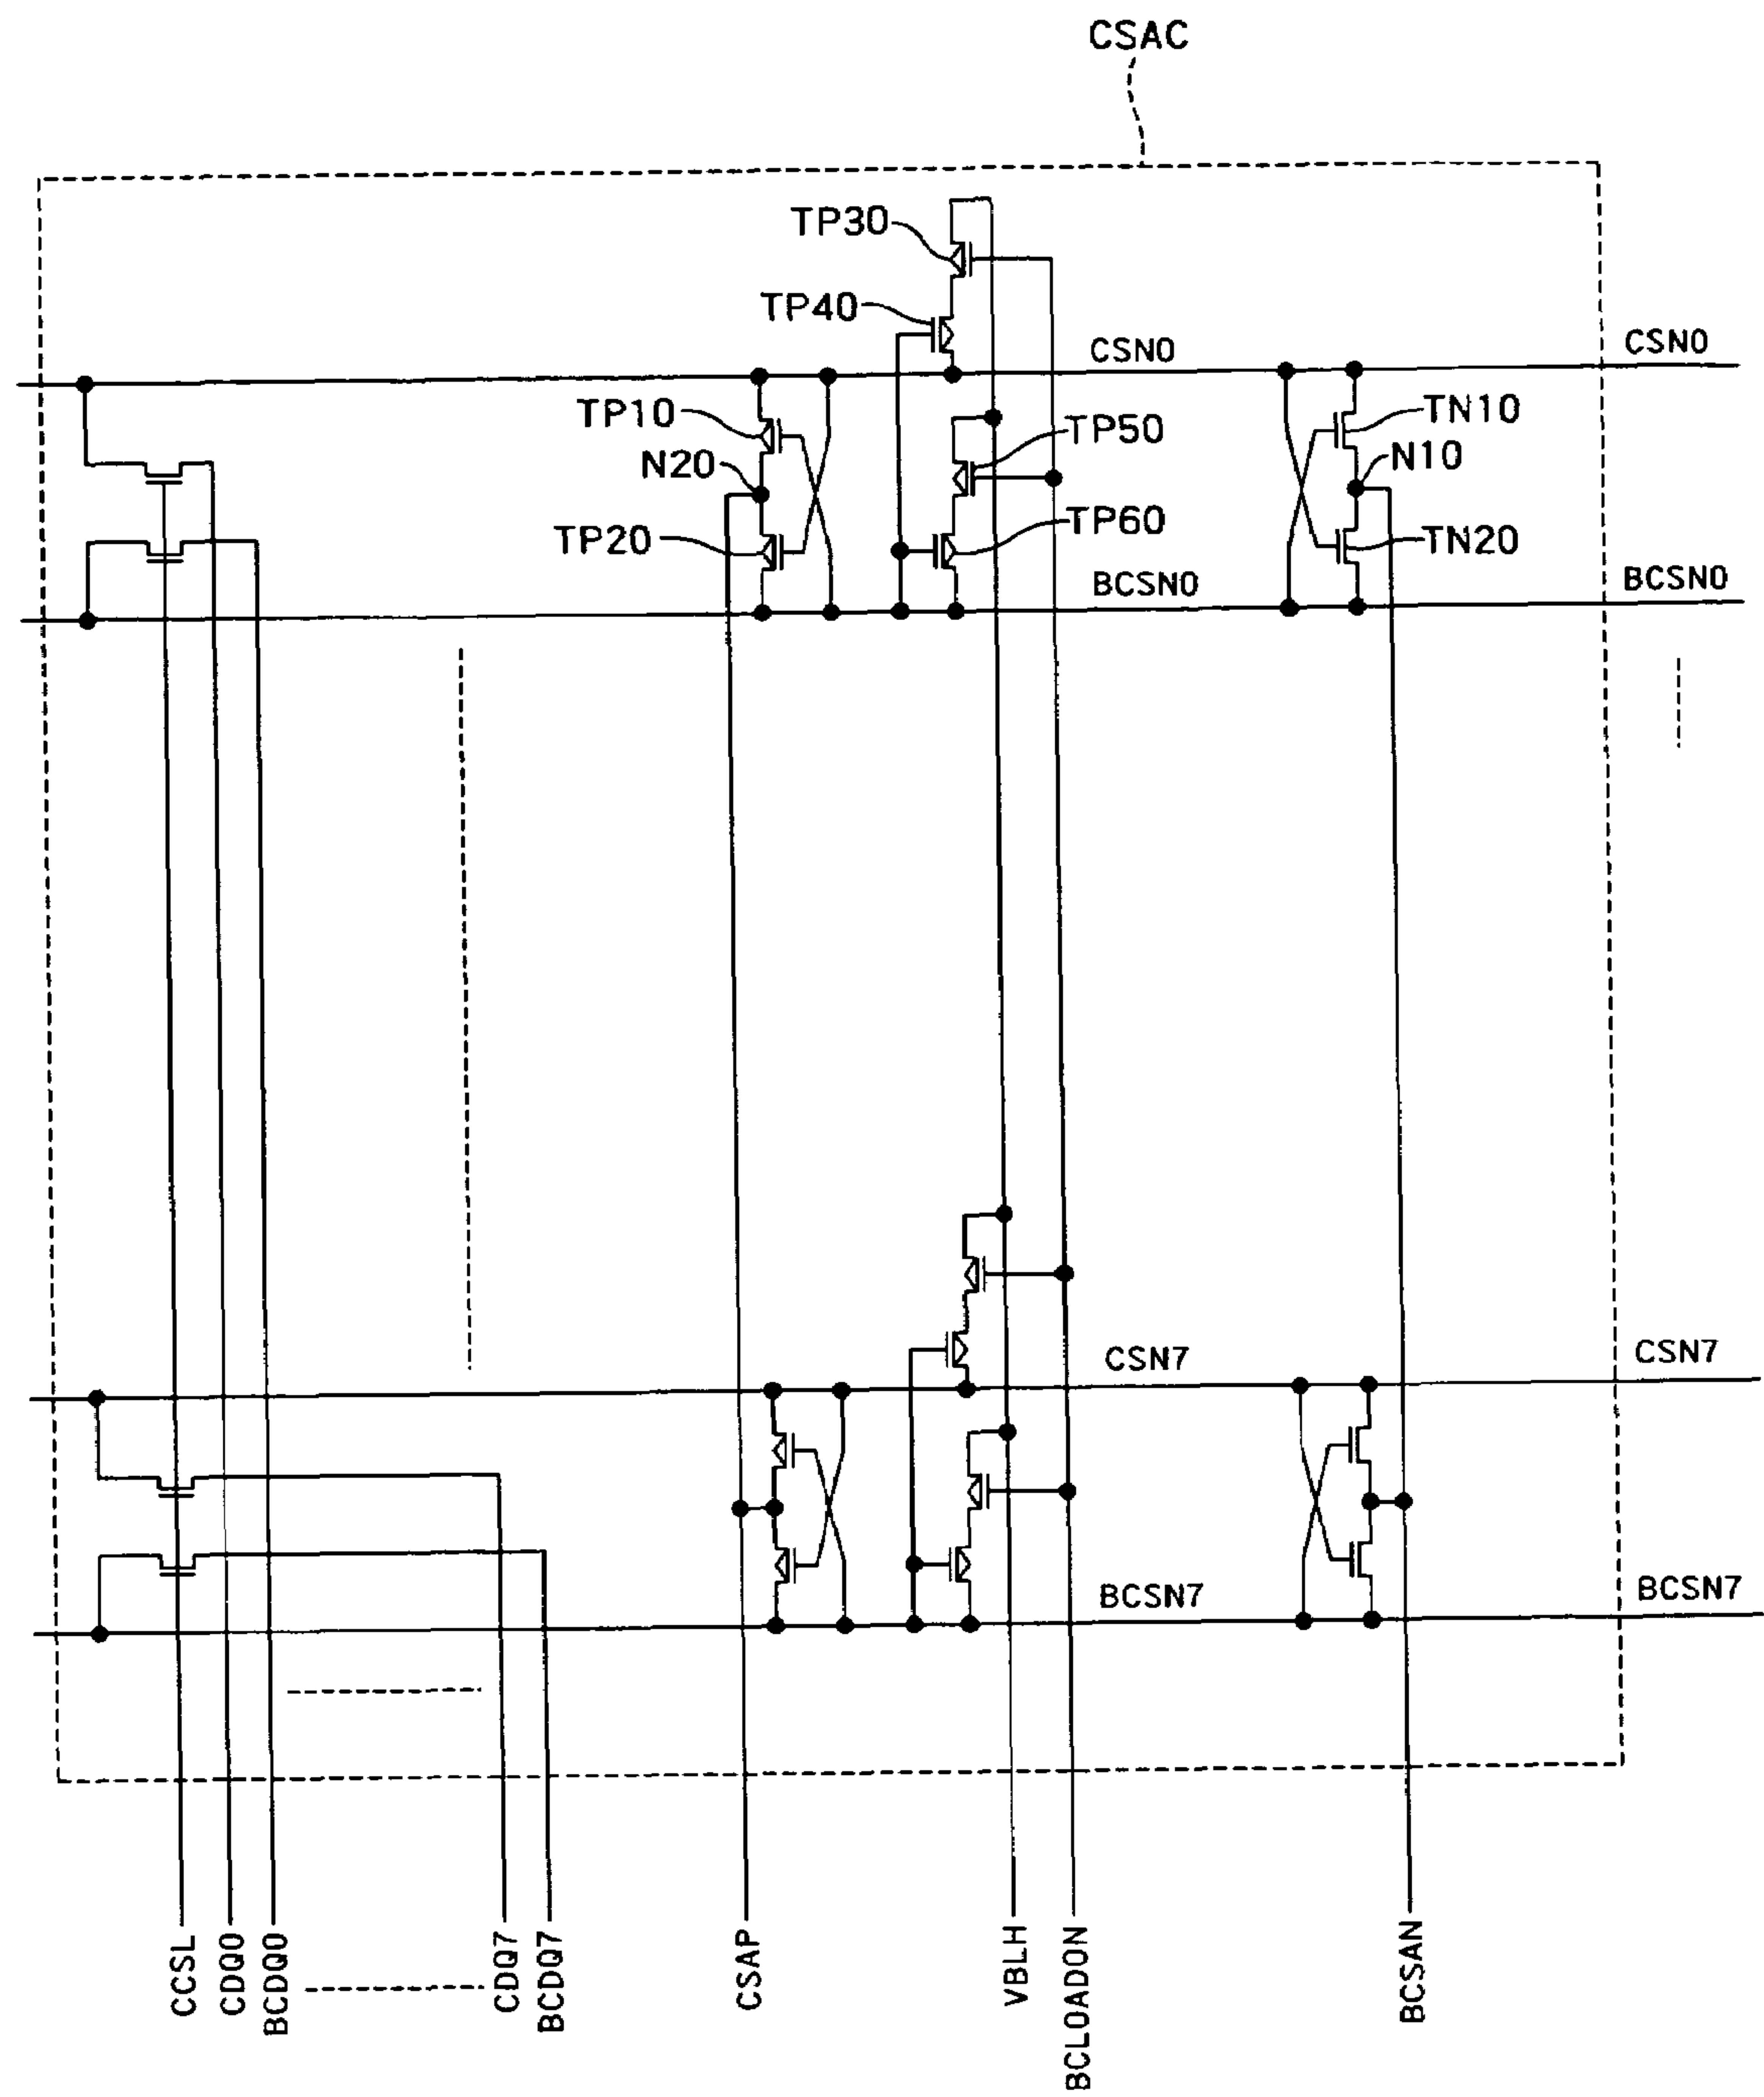 CSAC
TP30
TP40
CSN0
CSN0
TP10
TP50
TN10
N20
N10
TP20
TP60
TN20
BCSN0
BCSN0
CSN7
CSN7
BCSN7
BCSN7
CCSL
CDQ0
BCDQ0
CDQ7
BCDQ7
CSAP
VBLH
BCLOADON
BCSAN